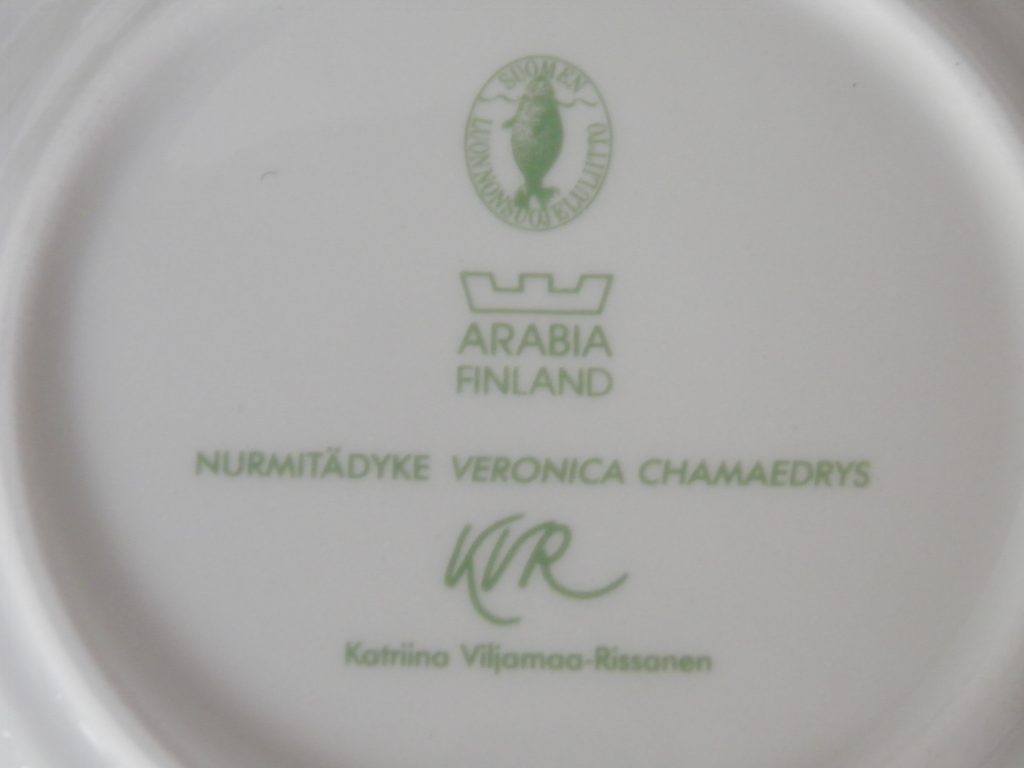 SUOMEN
LUONNONSUOJELULIITTO
ARABIA
FINLAND
NURMITÄDYKE VERONICA CHAMAEDRYS
KVR
Katriina Viljamaa-Rissanen